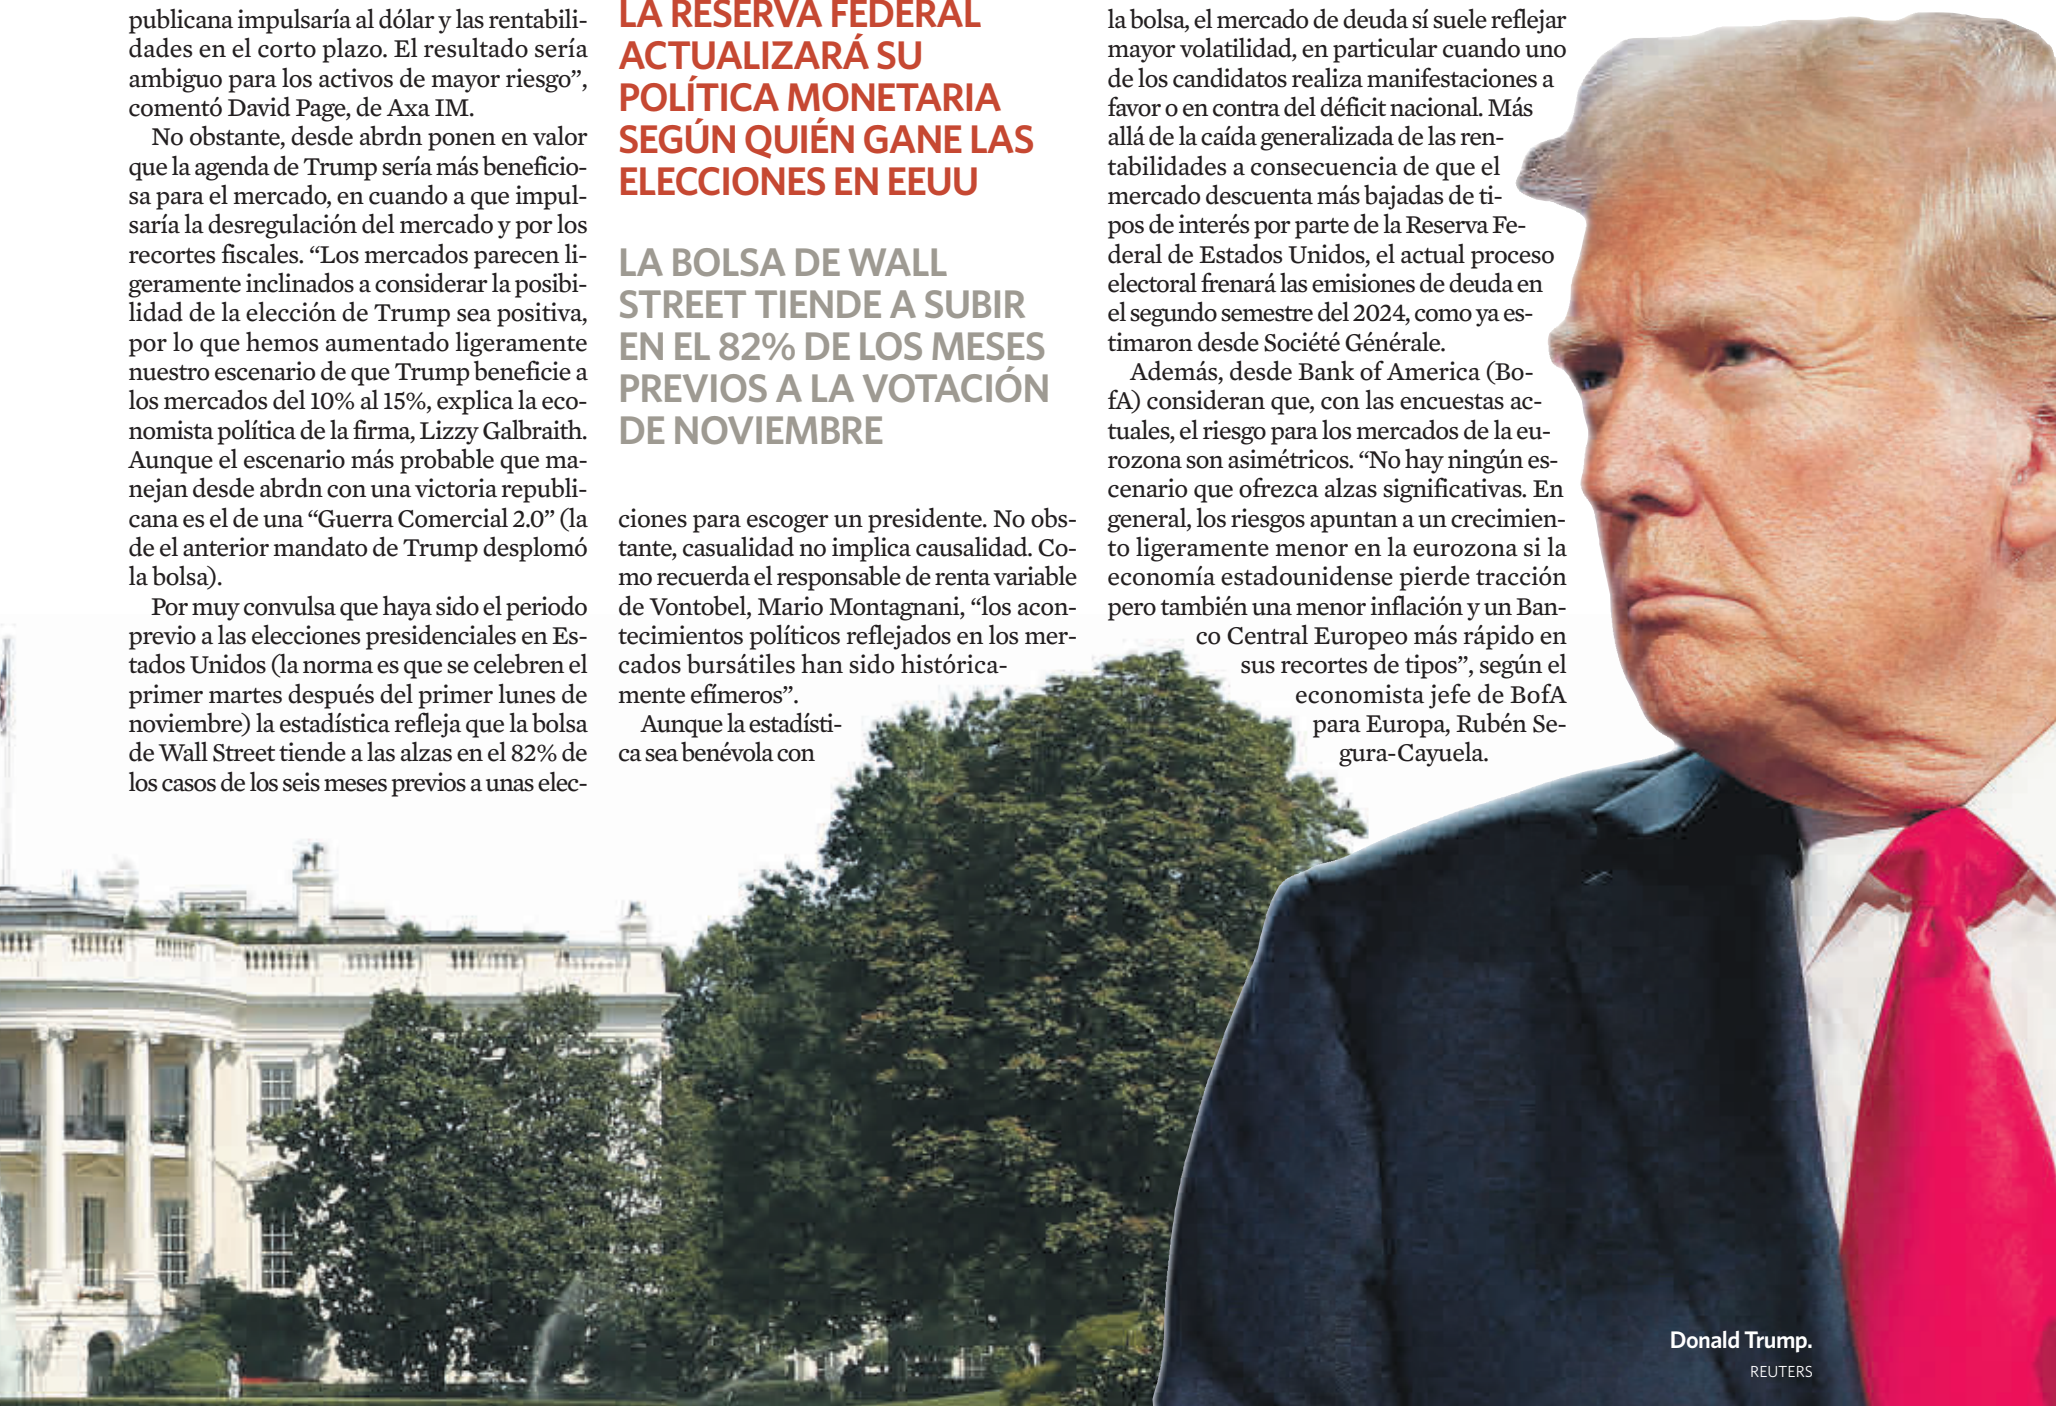 publicana impulsaría al dólar y las rentabili-
dades en el corto plazo. El resultado sería
ambiguo para los activos de mayor riesgo”,
comentó David Page, de Axa IM.
No obstante, desde abrdn ponen en valor
que la agenda de Trump sería más beneficio-
sa para el mercado, en cuando a que impul-
saría la desregulación del mercado y por los
recortes fiscales. “Los mercados parecen li-
geramente inclinados a considerar la posibi-
lidad de la elección de Trump sea positiva,
por lo que hemos aumentado ligeramente
nuestro escenario de que Trump beneficie a
los mercados del 10% al 15%, explica la eco-
nomista política de la firma, Lizzy Galbraith.
Aunque el escenario más probable que ma-
nejan desde abrdn con una victoria republi-
cana es el de una “Guerra Comercial 2.0” (la
de el anterior mandato de Trump desplomó
la bolsa).
Por muy convulsa que haya sido el periodo
previo a las elecciones presidenciales en Es-
tados Unidos (la norma es que se celebren el
primer martes después del primer lunes de
noviembre) la estadística refleja que la bolsa
de Wall Street tiende a las alzas en el 82% de
los casos de los seis meses previos a unas elec-
LA RESERVA FEDERAL
ACTUALIZARÁ SU
POLÍTICA MONETARIA
SEGÚN QUIÉN GANE LAS
ELECCIONES EN EEUU
LA BOLSA DE WALL
STREET TIENDE A SUBIR
EN EL 82% DE LOS MESES
PREVIOS A LA VOTACIÓN
DE NOVIEMBRE
ciones para escoger un presidente. No obs-
tante, casualidad no implica causalidad. Co-
mo recuerda el responsable de renta variable
de Vontobel, Mario Montagnani, “los acon-
tecimientos políticos reflejados en los mer-
cados bursátiles han sido histórica-
mente efímeros”.
Aunque la estadísti-
ca sea benévola con
la bolsa, el mercado de deuda sí suele reflejar
mayor volatilidad, en particular cuando uno
de los candidatos realiza manifestaciones a
favor o en contra del déficit nacional. Más
allá de la caída generalizada de las ren-
tabilidades a consecuencia de que el
mercado descuenta más bajadas de ti-
pos de interés por parte de la Reserva Fe-
deral de Estados Unidos, el actual proceso
electoral frenará las emisiones de deuda en
el segundo semestre del 2024, como ya es-
timaron desde Société Générale.
Además, desde Bank of America (Bo-
fA) consideran que, con las encuestas ac-
tuales, el riesgo para los mercados de la eu-
rozona son asimétricos. “No hay ningún es-
cenario que ofrezca alzas significativas. En
general, los riesgos apuntan a un crecimien-
to ligeramente menor en la eurozona si la
economía estadounidense pierde tracción
pero también una menor inflación y un Ban-
co Central Europeo más rápido en
sus recortes de tipos”, según el
economista jefe de BofA
para Europa, Rubén Se-
gura-Cayuela.
Donald Trump.
REUTERS